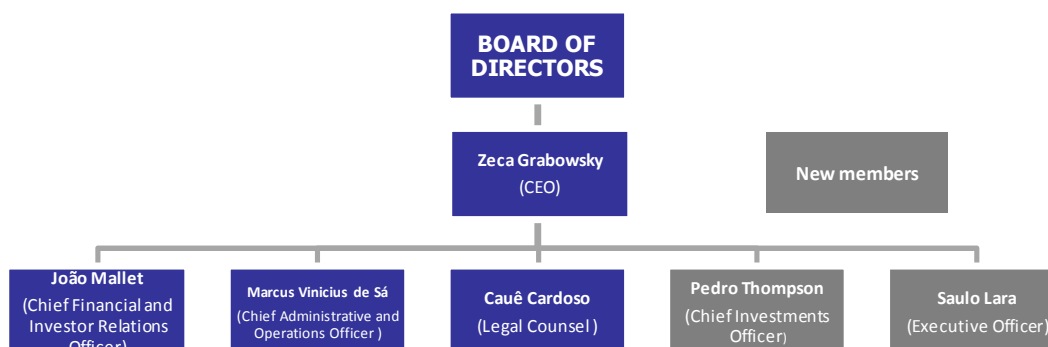 BOARD OF
DIRECTORS
Zeca Grabowsky
(CEO)
New members
João Mallet
(Chief Financial and
Investor Relations
Officer)
Marcus Vinicius de Sá
(Chief Administrative and
Operations Officer )
Cauê Cardoso
(Legal Counsel )
Pedro Thompson
(Chief Investments
Officer)
Saulo Lara
(Executive Officer)